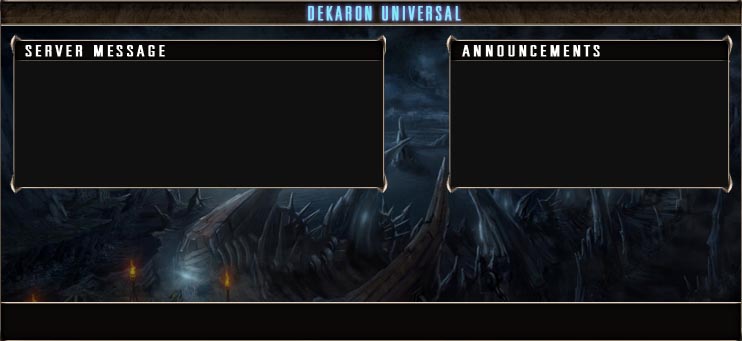 DEKARON UNIVERSAL
SERVER MESSAGE
ANNOUNCEMENTS